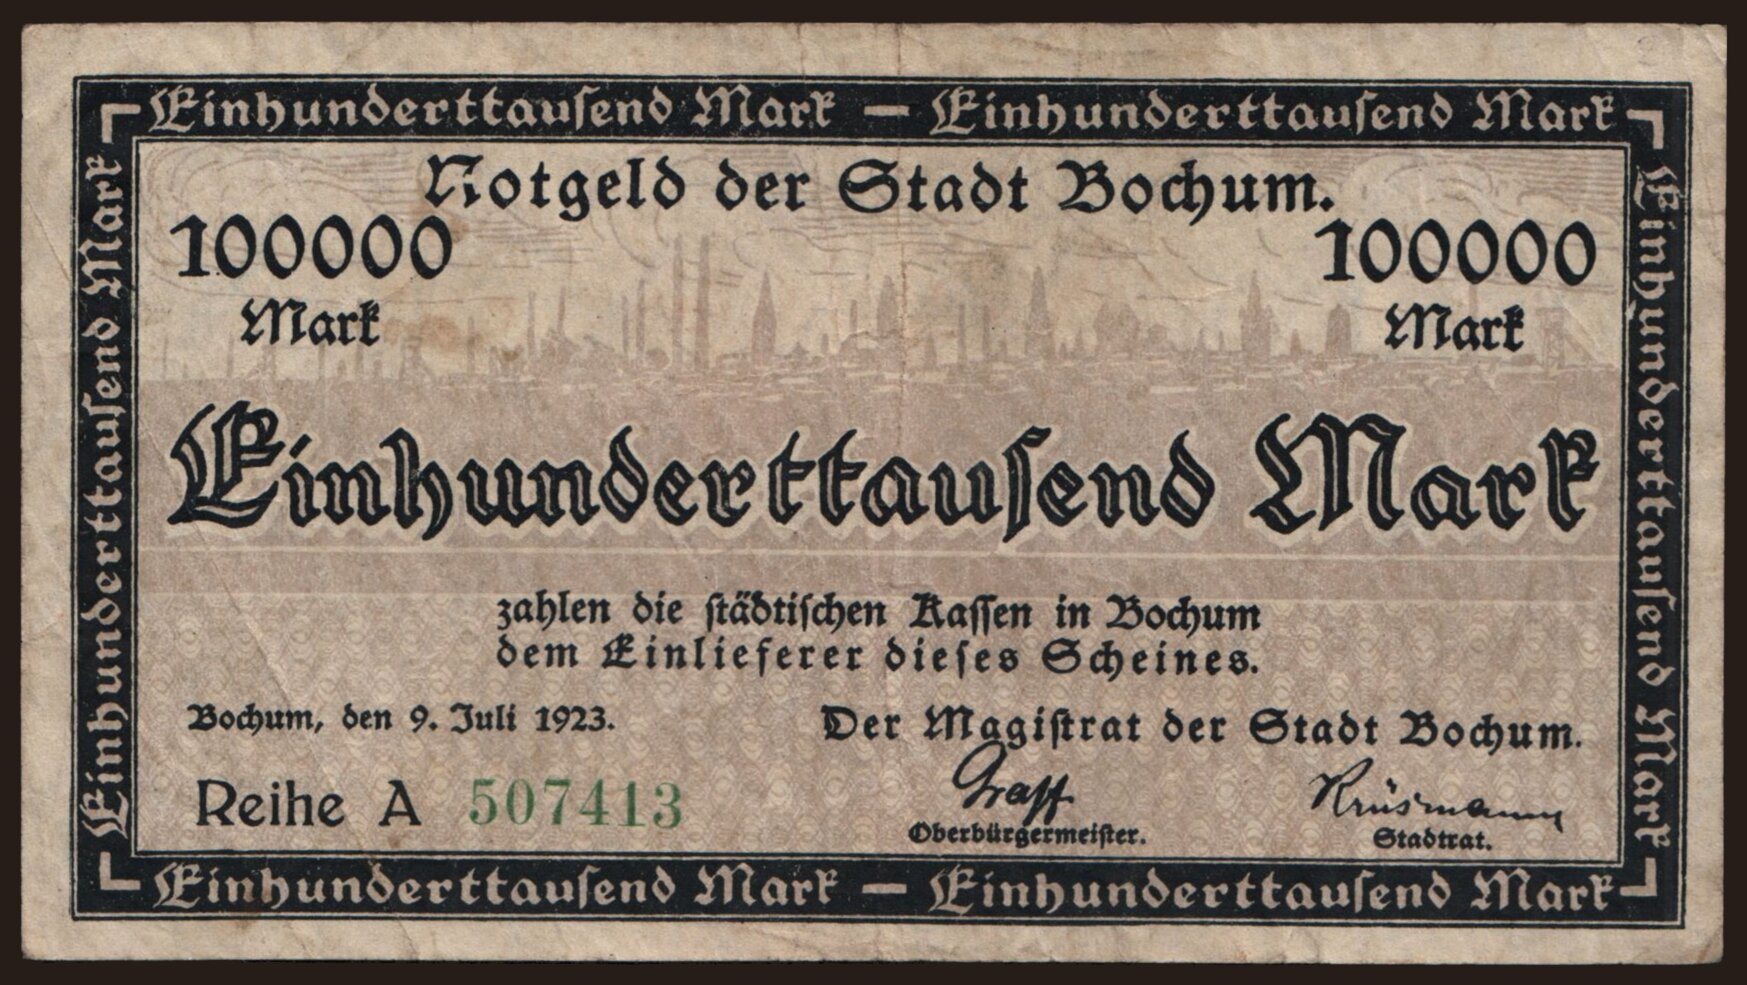 Einhunderttausend Mark — Einhunderttausend Mark
Einhunderttausend Mark
Einhunderttausend Mark
Notgeld der Stadt Bochum.
100000 100000
Mark Mark
Einhunderttausend Mark
zahlen die städtischen Kassen in Bochum
dem Einlieferer dieses Scheines.
Bochum, den 9. Juli 1923. Der Magistrat der Stadt Bochum.
Reihe A 507413 Graff Krüsmann
Oberbürgermeister. Stadtrat.
Einhunderttausend Mark — Einhunderttausend Mark